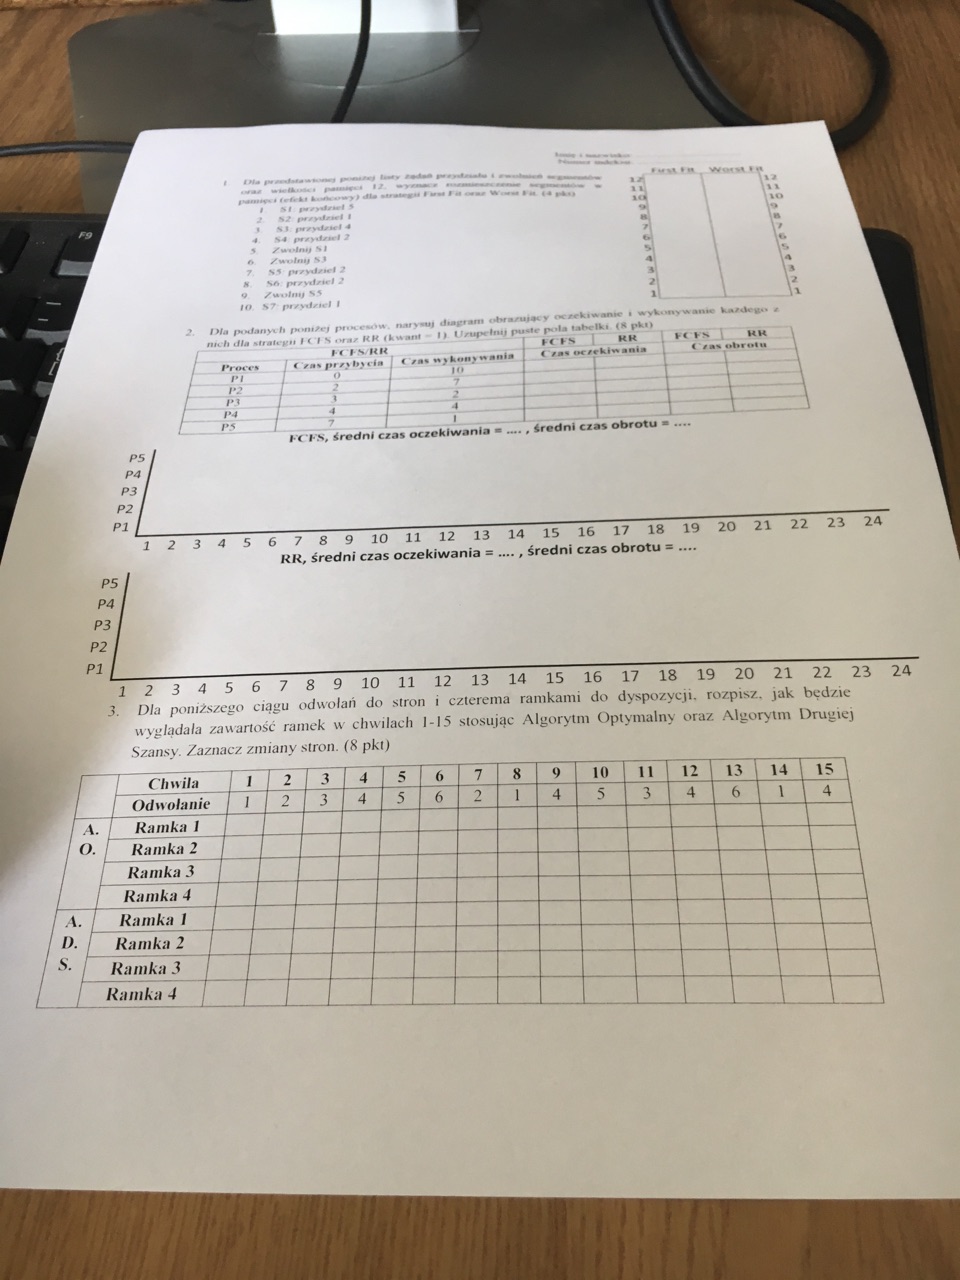 F9
Imię i nazwisko
Numer indeksu
1. Dla przedstawionej poniżej listy żądań przydziału i zwolnień segmentów
oraz wielkości pamięci 12, wyznacz rozmieszczenie segmentów w
pamięci (efekt końcowy) dla strategii First Fit oraz Worst Fit. (4 pkt)
1. S1: przydziel 5
2. S2: przydziel 1
3. S3: przydziel 4
4. S4: przydziel 2
5. Zwolnij S1
6. Zwolnij S3
7. S5: przydziel 2
8. S6: przydziel 2
9. Zwolnij S5
10. S7: przydziel 1
First Fit Worst Fit
12 12
11 11
10 10
9 9
8 8
7 7
6 6
5 5
4 4
3 3
2 2
1 1
2. Dla podanych poniżej procesów, narysuj diagram obrazujący oczekiwanie i wykonywanie każdego z
nich dla strategii FCFS oraz RR (kwant = 1). Uzupełnij puste pola tabelki. (8 pkt)
FCFS/RR FCFS RR FCFS RR
Proces Czas przybycia Czas wykonywania Czas oczekiwania Czas obrotu
P1 0 10
P2 2 7
P3 3 2
P4 4 4
P5 7 1
FCFS, średni czas oczekiwania = .... , średni czas obrotu = ....
P5
P4
P3
P2
P1
1 2 3 4 5 6 7 8 9 10 11 12 13 14 15 16 17 18 19 20 21 22 23 24
RR, średni czas oczekiwania = .... , średni czas obrotu = ....
P5
P4
P3
P2
P1
1 2 3 4 5 6 7 8 9 10 11 12 13 14 15 16 17 18 19 20 21 22 23 24
3. Dla poniższego ciągu odwołań do stron i czterema ramkami do dyspozycji, rozpisz, jak będzie
wyglądała zawartość ramek w chwilach 1-15 stosując Algorytm Optymalny oraz Algorytm Drugiej
Szansy. Zaznacz zmiany stron. (8 pkt)
Chwila 1 2 3 4 5 6 7 8 9 10 11 12 13 14 15
Odwołanie 1 2 3 4 5 6 2 1 4 5 3 4 6 1 4
A. Ramka 1
O. Ramka 2
Ramka 3
Ramka 4
A. Ramka 1
D. Ramka 2
S. Ramka 3
Ramka 4